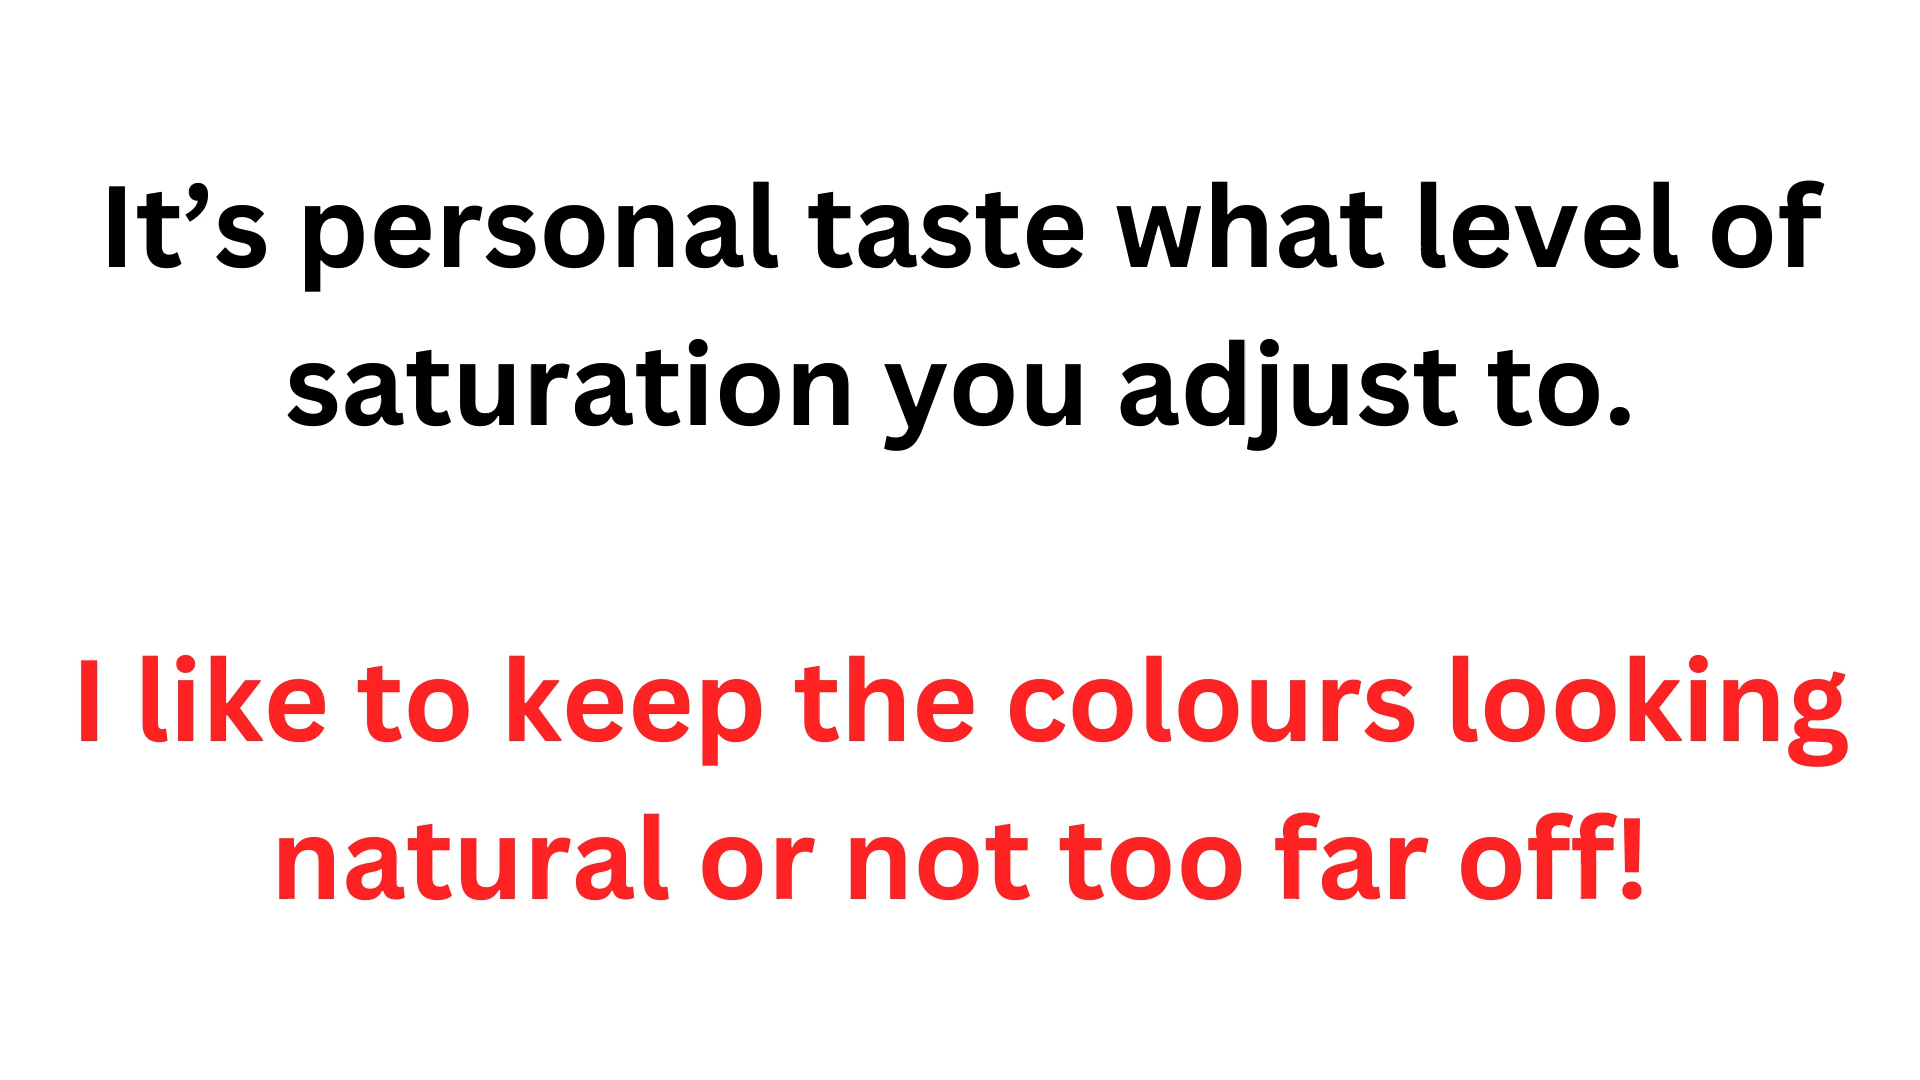 It’s personal taste what level of
saturation you adjust to.
I like to keep the colours looking
natural or not too far off!